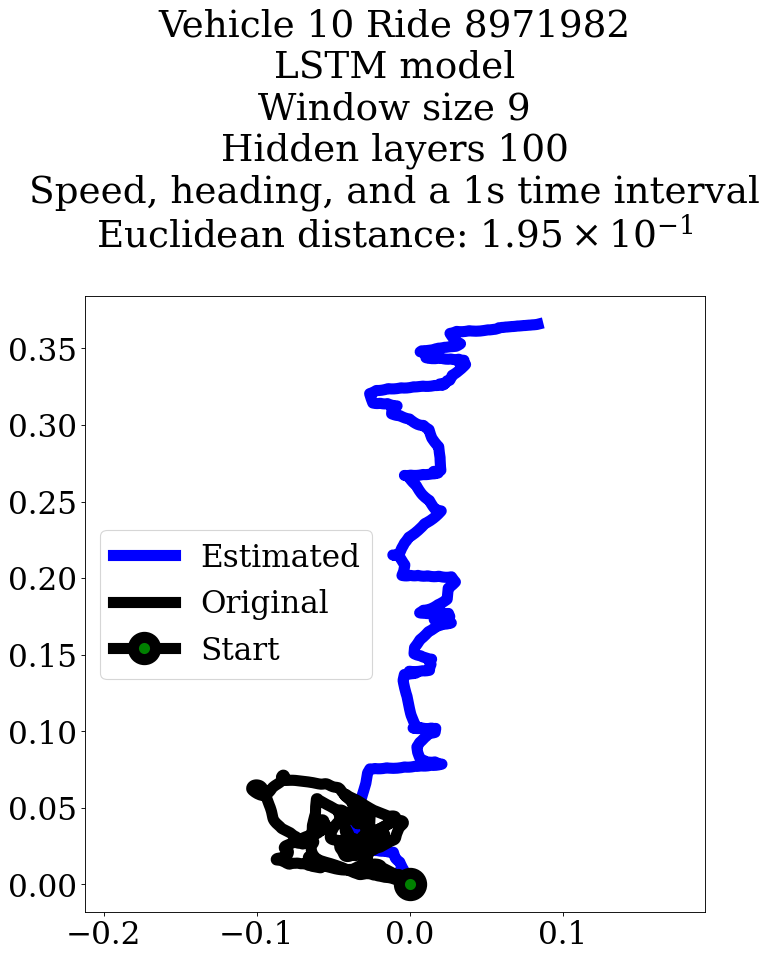 Vehicle 10 Ride 8971982
LSTM model
Window size 9
Hidden layers 100
Speed, heading, and a 1s time interval
Euclidean distance: 1.95 × 10⁻¹
0.35
0.30
0.25
0.20
0.15
0.10
0.05
0.00
Estimated
Original
Start
−0.2 −0.1 0.0 0.1